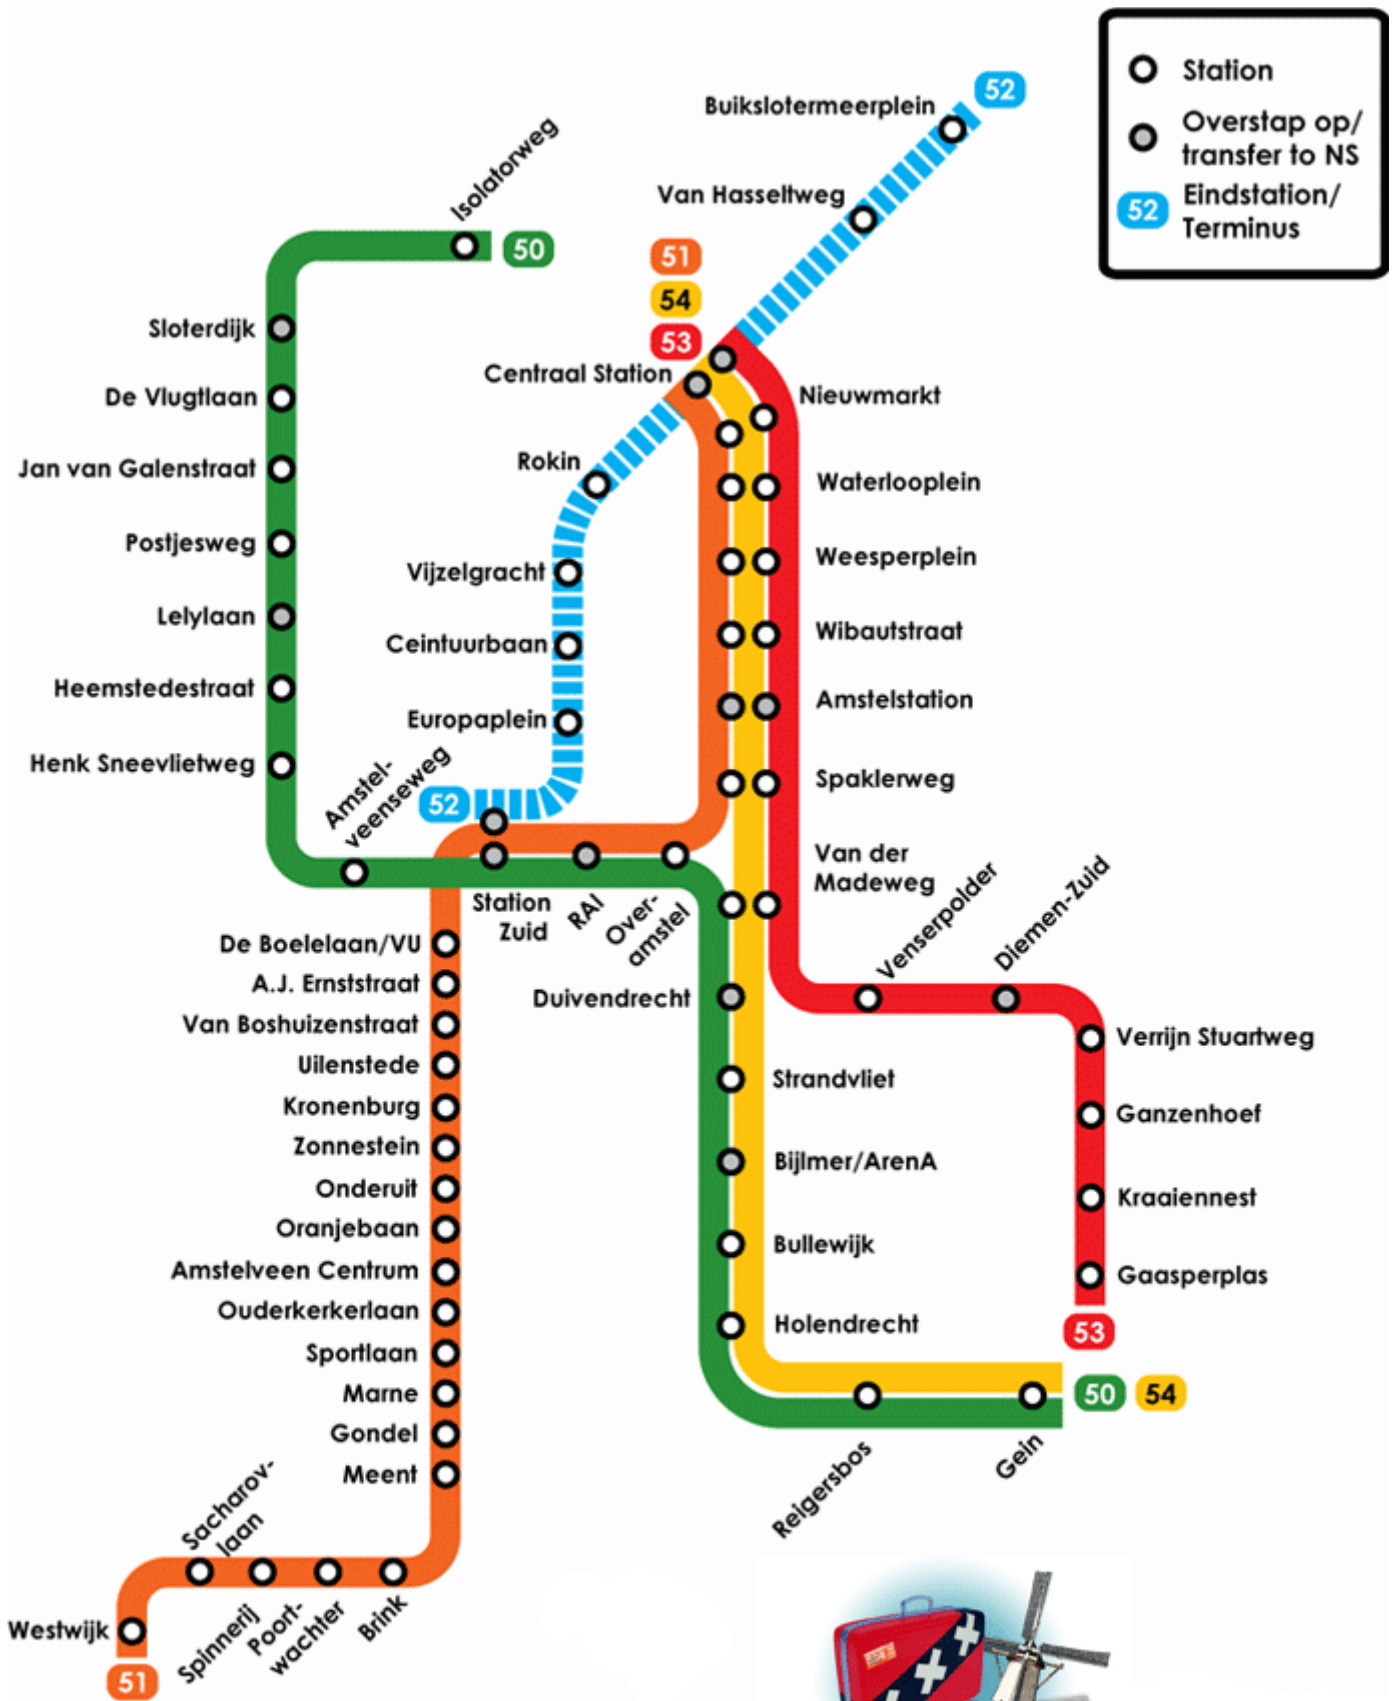 Station
Overstap op/
transfer to NS
52
Eindstation/
Terminus
52
Buikslotermeerplein
Van Hasseltweg
Isolatorweg
50
51
54
53
Centraal Station
Sloterdijk
De Vlugtlaan
Jan van Galenstraat
Postjesweg
Lelylaan
Heemstedestraat
Henk Sneevlietweg
Amstel-
veenseweg
Rokin
Vijzelgracht
Ceintuurbaan
Europaplein
52
Nieuwmarkt
Waterlooplein
Weesperplein
Wibautstraat
Amstelstation
Spaklerweg
Van der
Madeweg
Venserpolder
Diemen-Zuid
Station
Zuid
RAI
Over-
amstel
De Boelelaan/VU
A.J. Ernststraat
Van Boshuizenstraat
Uilenstede
Kronenburg
Zonnestein
Onderuit
Oranjebaan
Amstelveen Centrum
Ouderkerkerlaan
Sportlaan
Marne
Gondel
Meent
Duivendrecht
Strandvliet
Bijlmer/ArenA
Bullewijk
Holendrecht
Verrijn Stuartweg
Ganzenhoef
Kraaiennest
Gaasperplas
53
50
54
Reigersbos
Gein
Sacharov-
laan
Spinnerij
Poort-
wachter
Brink
Westwijk
51